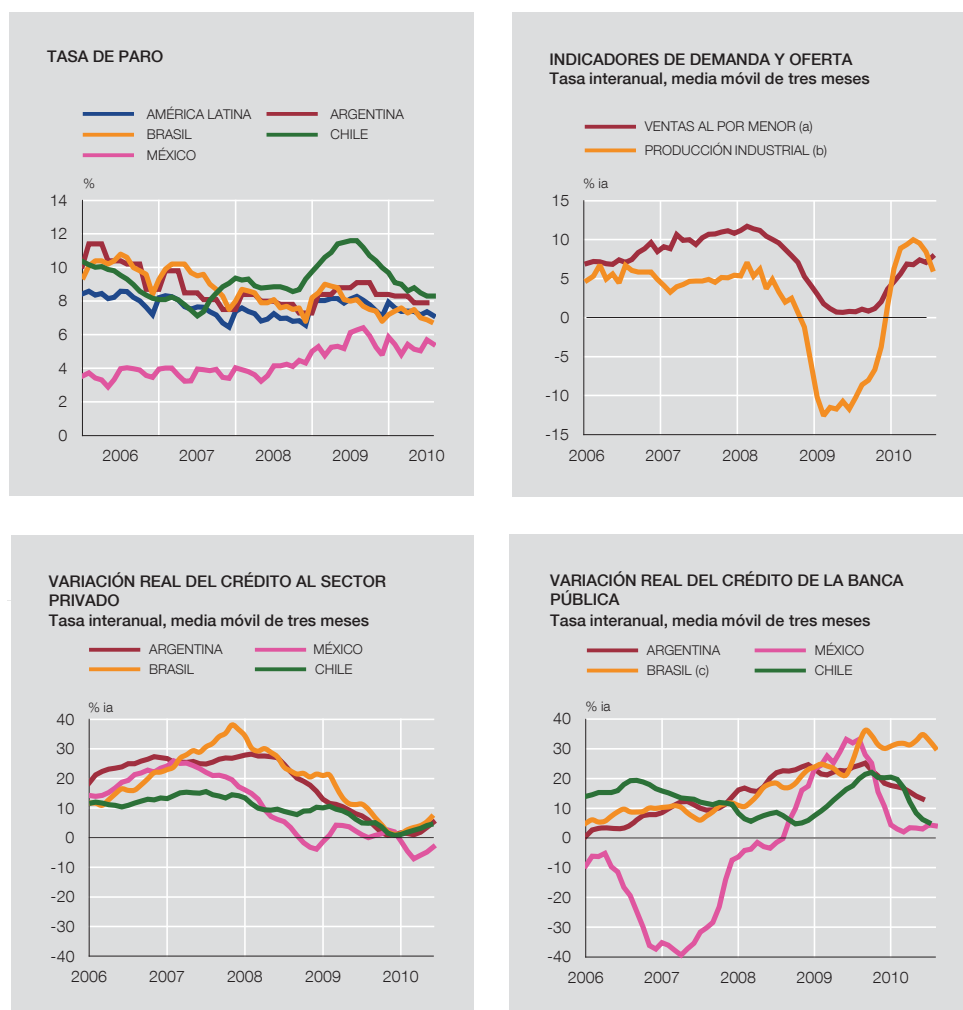 TASA DE PARO
AMÉRICA LATINA
ARGENTINA
BRASIL
CHILE
MÉXICO
%
14
12
10
8
6
4
2
0
2006 2007 2008 2009 2010
INDICADORES DE DEMANDA Y OFERTA
Tasa interanual, media móvil de tres meses
VENTAS AL POR MENOR (a)
PRODUCCIÓN INDUSTRIAL (b)
% ia
15
10
5
0
-5
-10
-15
2006 2007 2008 2009 2010
VARIACIÓN REAL DEL CRÉDITO AL SECTOR
PRIVADO
Tasa interanual, media móvil de tres meses
ARGENTINA
MÉXICO
BRASIL
CHILE
% ia
40
30
20
10
0
-10
-20
-30
-40
2006 2007 2008 2009 2010
VARIACIÓN REAL DEL CRÉDITO DE LA BANCA
PÚBLICA
Tasa interanual, media móvil de tres meses
ARGENTINA
MÉXICO
BRASIL (c)
CHILE
% ia
40
30
20
10
0
-10
-20
-30
-40
2006 2007 2008 2009 2010